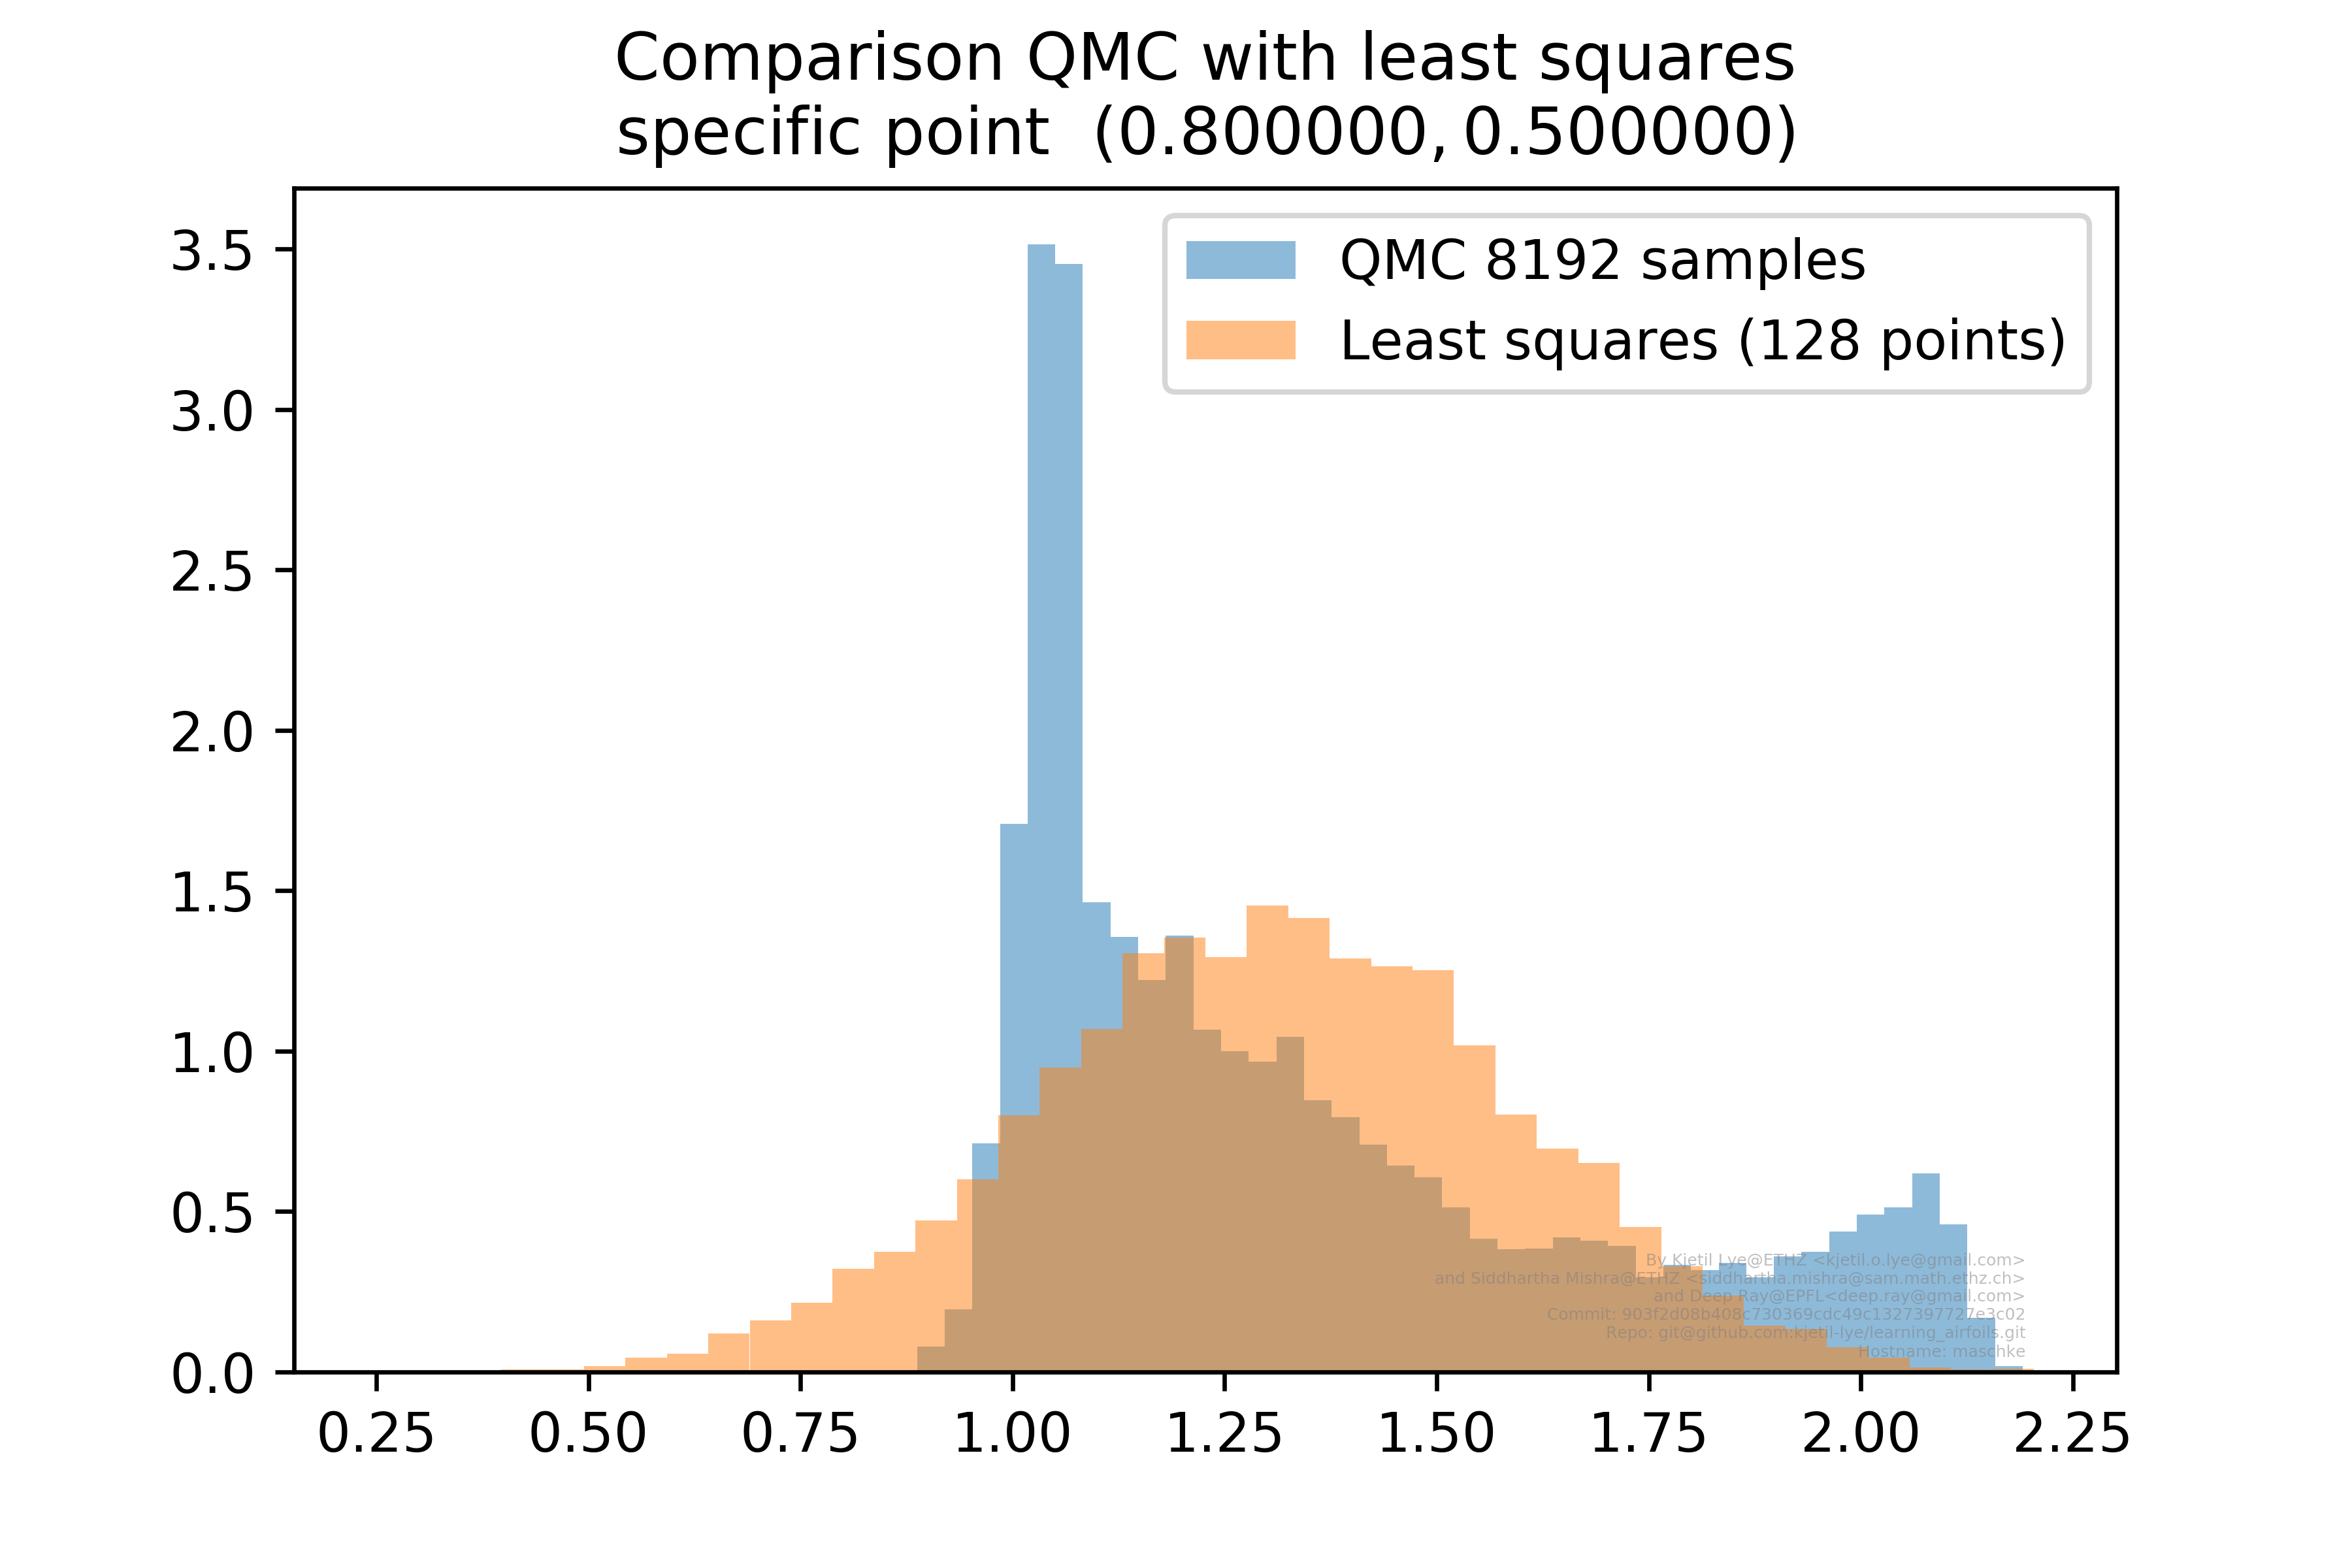 Comparison QMC with least squares
specific point (0.800000, 0.500000)
QMC 8192 samples
Least squares (128 points)
3.5
3.0
2.5
2.0
1.5
1.0
0.5
0.0
By Kjetil Lye@ETHZ <kjetil.o.lye@gmail.com>
and Siddhartha Mishra@ETHZ <siddhartha.mishra@sam.math.ethz.ch>
and Deep Ray@EPFL<deep.ray@gmail.com>
Commit: 903f2d08b408c730369cdc49c1327397727e3c02
Repo: git@github.com:kjetil-lye/learning_airfoils.git
Hostname: maschke
0.25 0.50 0.75 1.00 1.25 1.50 1.75 2.00 2.25